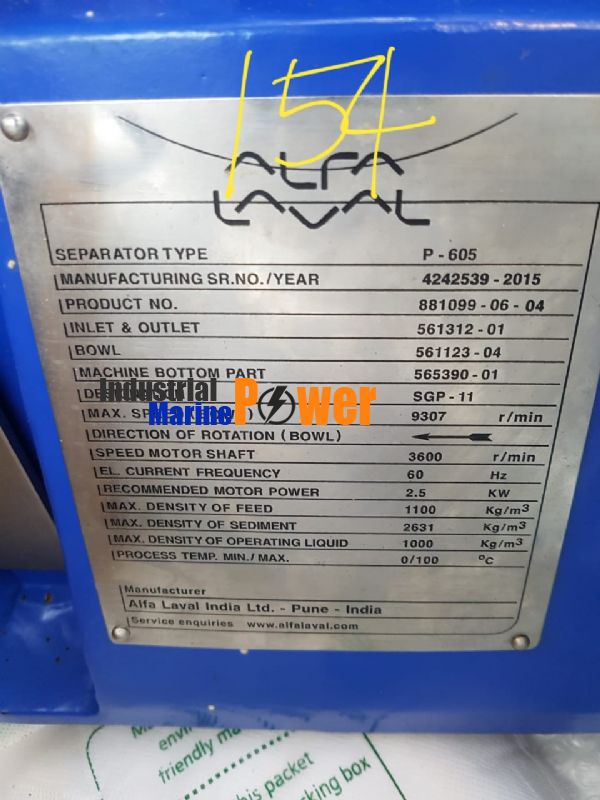 154
ALFA
LAVAL
SEPARATOR TYPE P - 605
MANUFACTURING SR.NO./YEAR 4242539 - 2015
PRODUCT NO. 881099 - 06 - 04
INLET & OUTLET 561312 - 01
BOWL 561123 - 04
MACHINE BOTTOM PART 565390 - 01
SGP - 11
Industrial
Marine Power
MAX. 9307 r/min
DIRECTION OF ROTATION (BOWL)
SPEED MOTOR SHAFT 3600 r/min
EL. CURRENT FREQUENCY 60 Hz
RECOMMENDED MOTOR POWER 2.5 KW
MAX. DENSITY OF FEED 1100 Kg/m3
MAX. DENSITY OF SEDIMENT 2631 Kg/m3
MAX. DENSITY OF OPERATING LIQUID 1000 Kg/m3
PROCESS TEMP. MIN./ MAX. 0/100 °C
Manufacturer
Alfa Laval India Ltd. - Pune - India
Service enquiries www.alfalaval.com
friendly
this packet
box